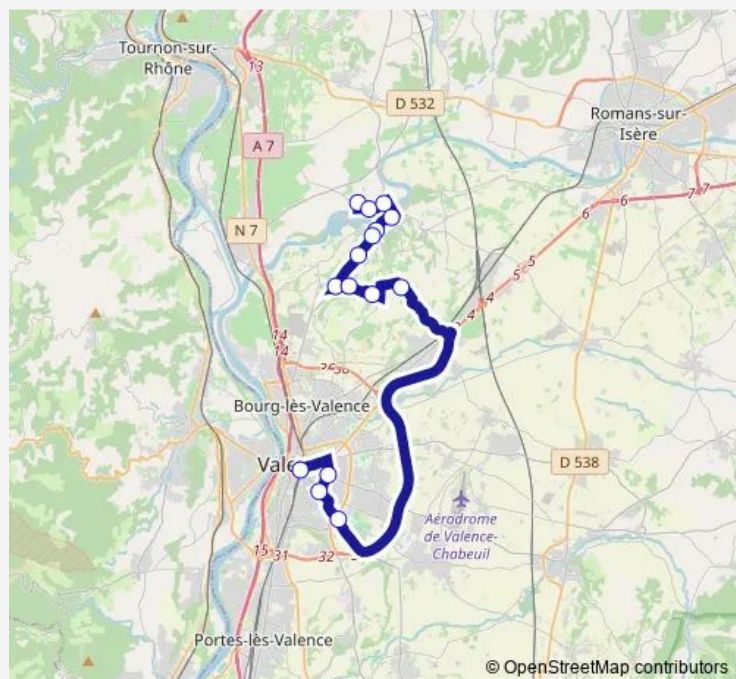 Tournon-sur-
Rhône
13
D 532
Romans-sur-
Isère
A 7
7
7
6
6
N 7
5
5
4
4
14
14
Bourg-lès-Valence
D 538
Vale
Aérodrome
de Valence-
Chabeuil
15
31
32
Portes-lès-Valence
© OpenStreetMap contributors